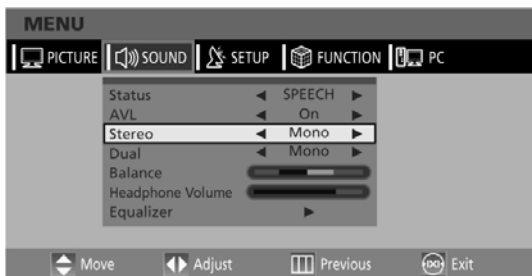 MENU
PICTURE SOUND SETUP FUNCTION PC
Status SPEECH
AVL On
Stereo Mono
Dual Mono
Balance
Headphone Volume
Equalizer
Move Adjust Previous Exit